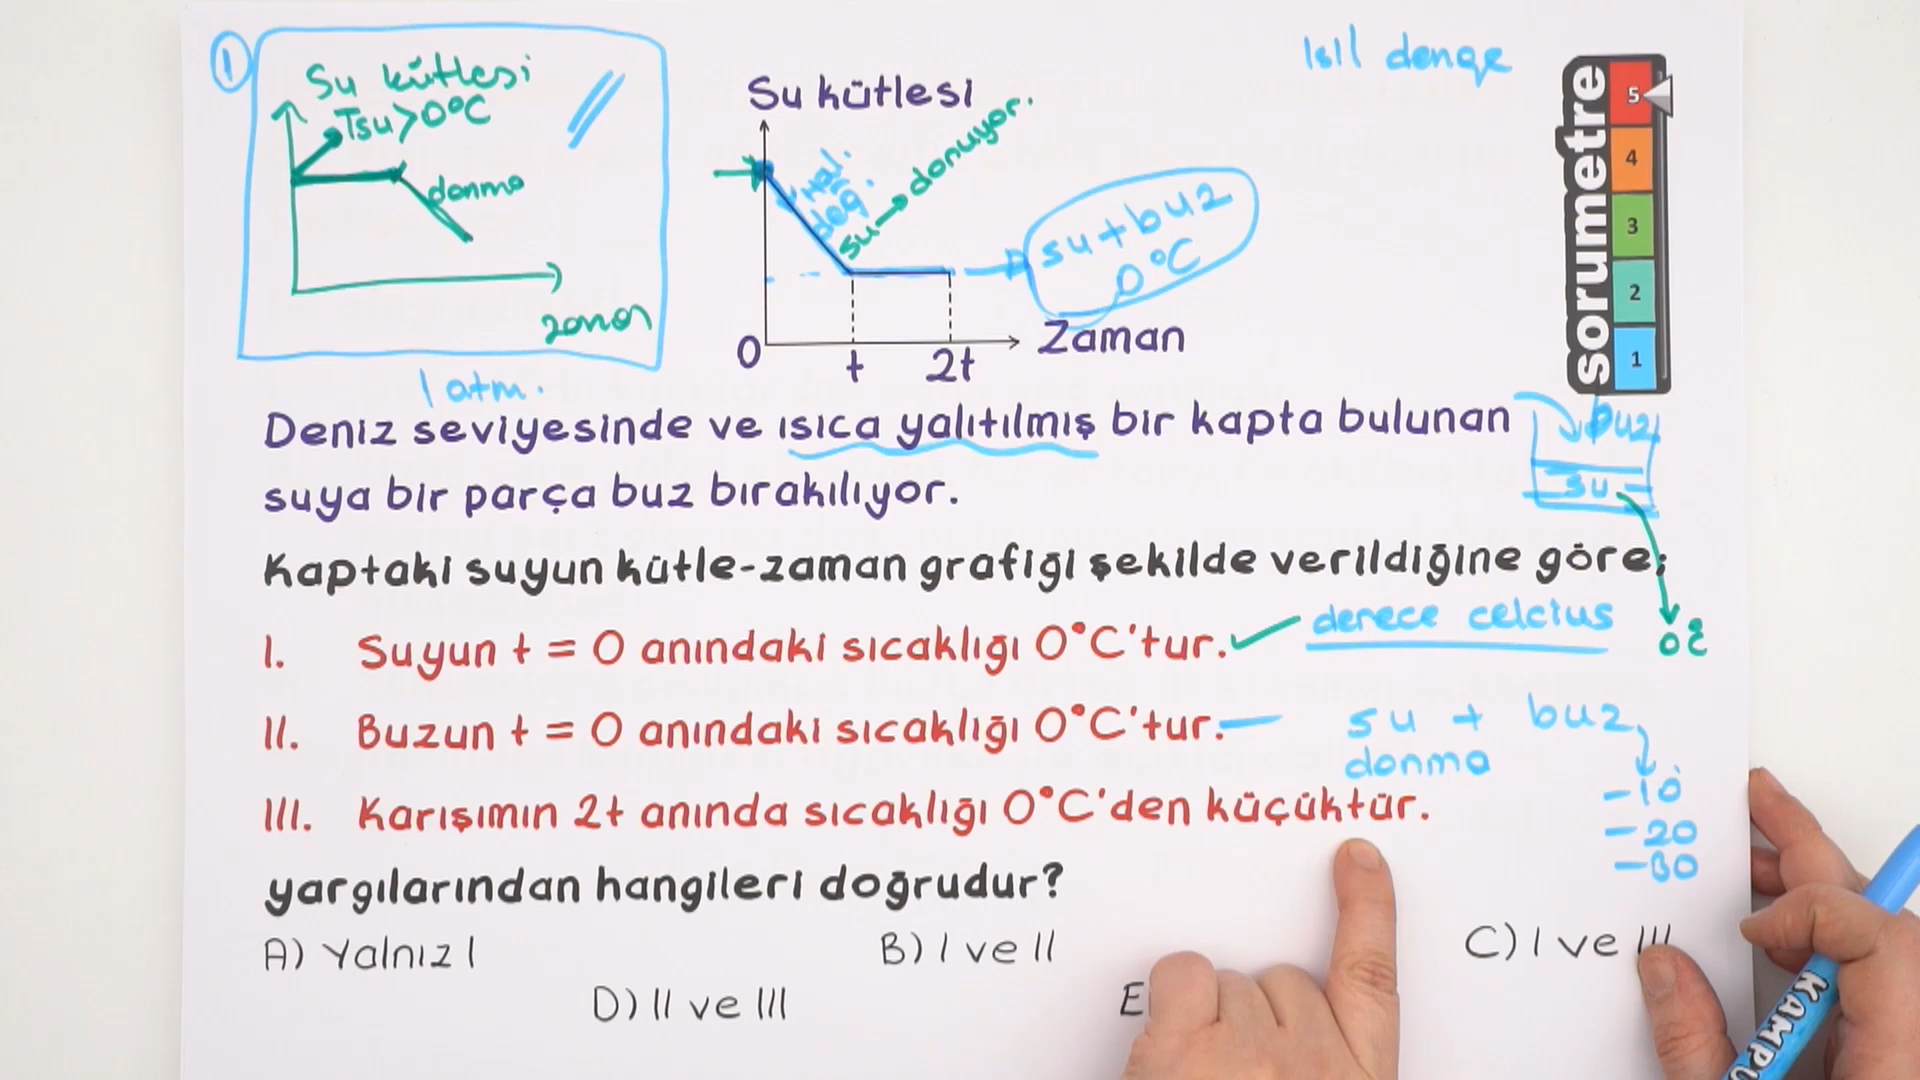 1
Su kütlesi
Tsu>0°C
donma
zaman
Su kütlesi
hal
değ.
su → donuyor.
su+buz
0°C
0
t
2t
Zaman
Isıl denge
sorumetre
5
4
3
2
1
1 atm.
Deniz seviyesinde ve ısıca yalıtılmış bir kapta bulunan
buz
suya bir parça buz bırakılıyor.
su
Kaptaki suyun kütle-zaman grafiği şekilde verildiğine göre;
I. Suyun t = 0 anındaki sıcaklığı 0°C'tur. derece celcius
II. Buzun t = 0 anındaki sıcaklığı 0°C'tur. su + buz
donma
-10
III. Karışımın 2t anında sıcaklığı 0°C'den küçüktür.
-20
yargılarından hangileri doğrudur?
A) Yalnız I
B) I ve II
C) I ve III
D) II ve III
E
KAMPÜ